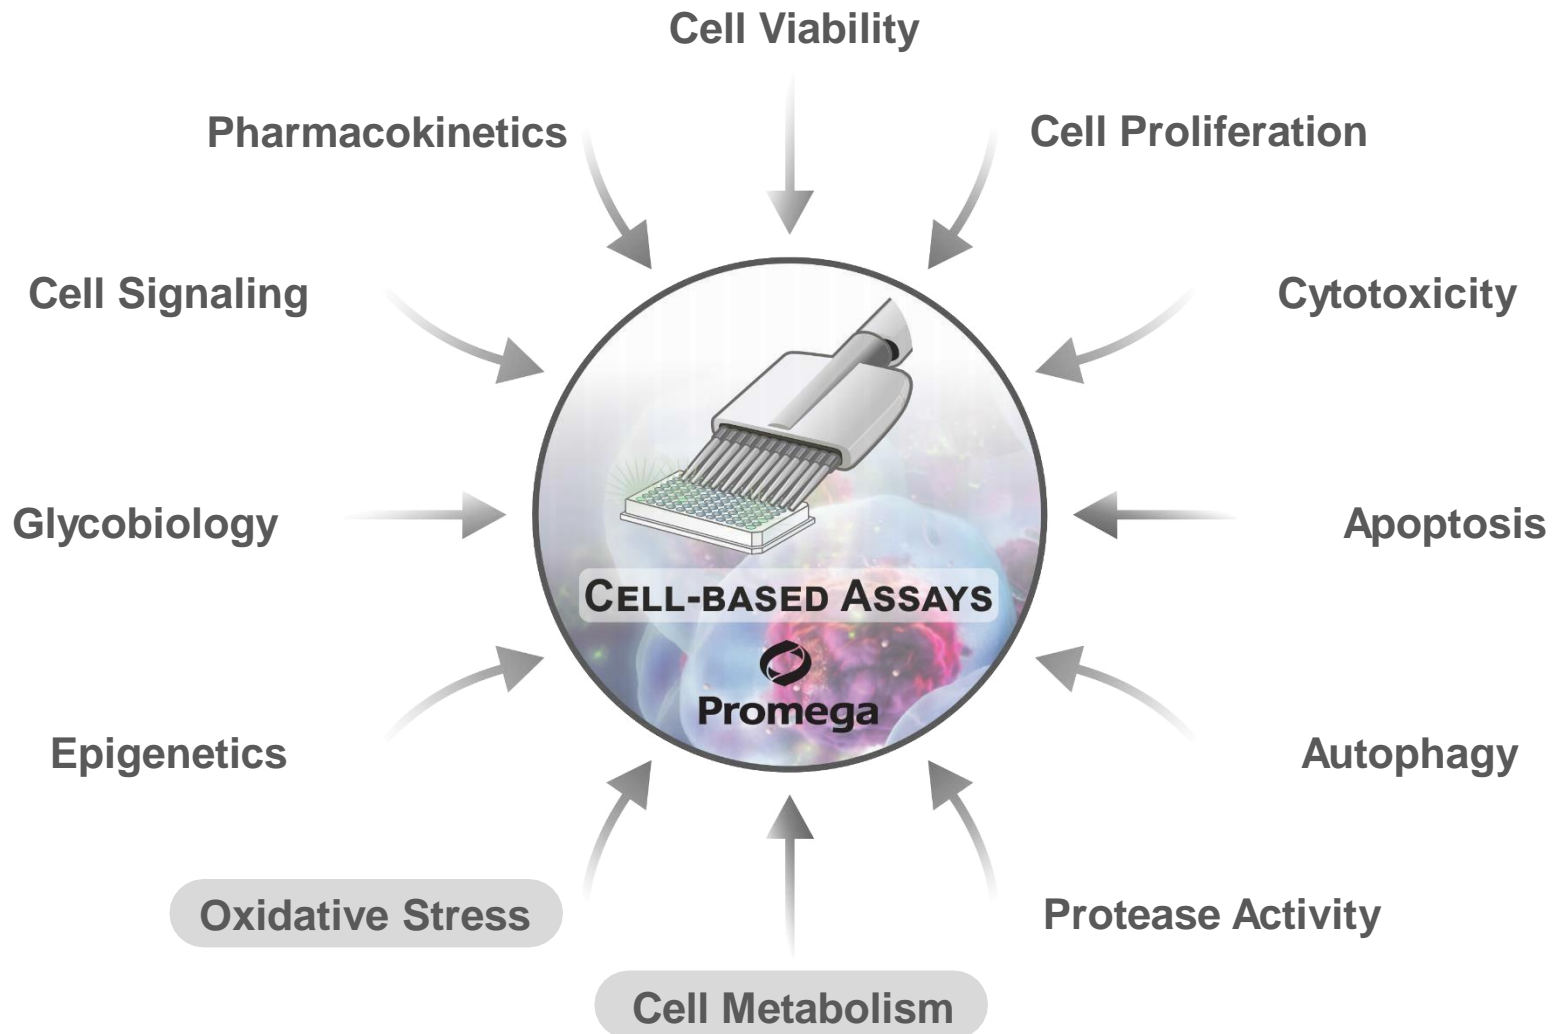 Cell Viability
Pharmacokinetics
Cell Proliferation
Cell Signaling
Cytotoxicity
Glycobiology
Apoptosis
CELL-BASED ASSAYS
Promega
Epigenetics
Autophagy
Oxidative Stress
Protease Activity
Cell Metabolism